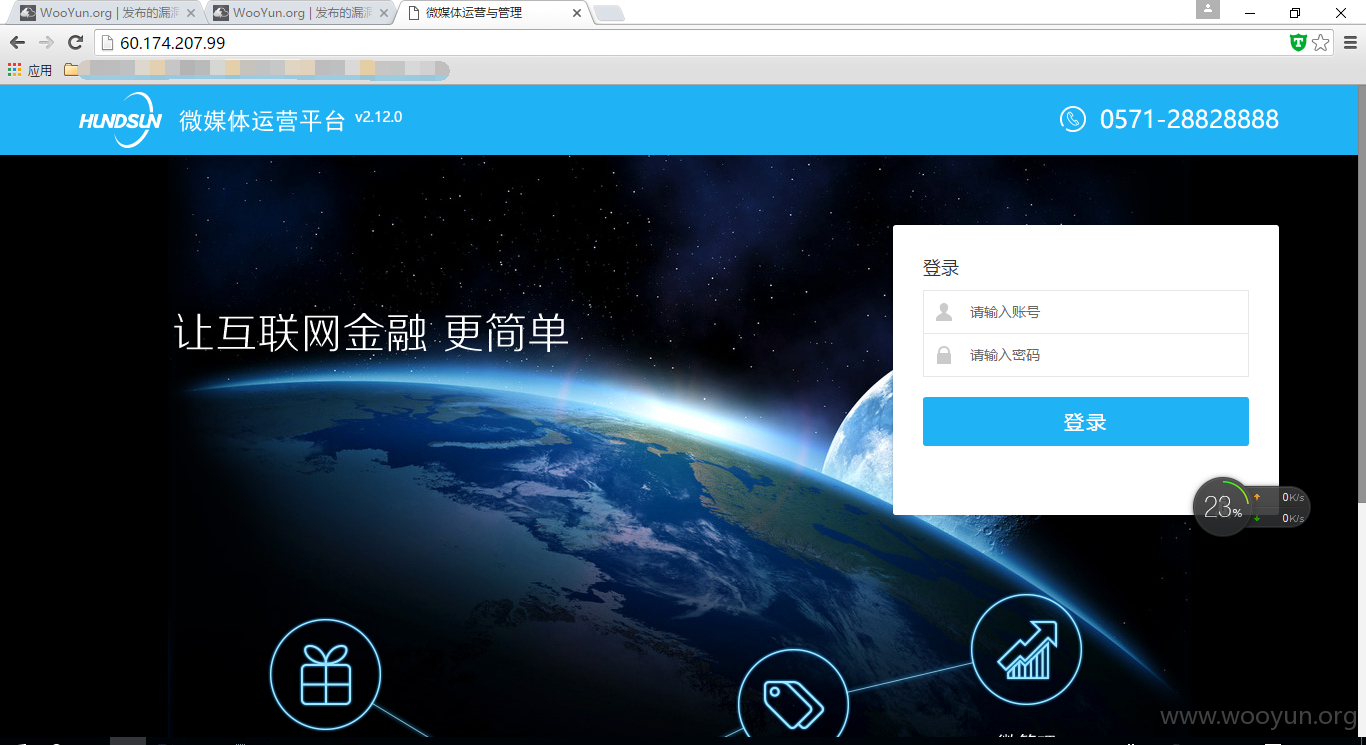 WooYun.org | 发布的漏洞
WooYun.org | 发布的漏洞
微媒体运营与管理
60.174.207.99
应用
HUNDSUN 微媒体运营平台 v2.12.0
0571-28828888
登录
请输入账号
让互联网金融 更简单
请输入密码
登录
23%
0K/s
0K/s
www.wooyun.org